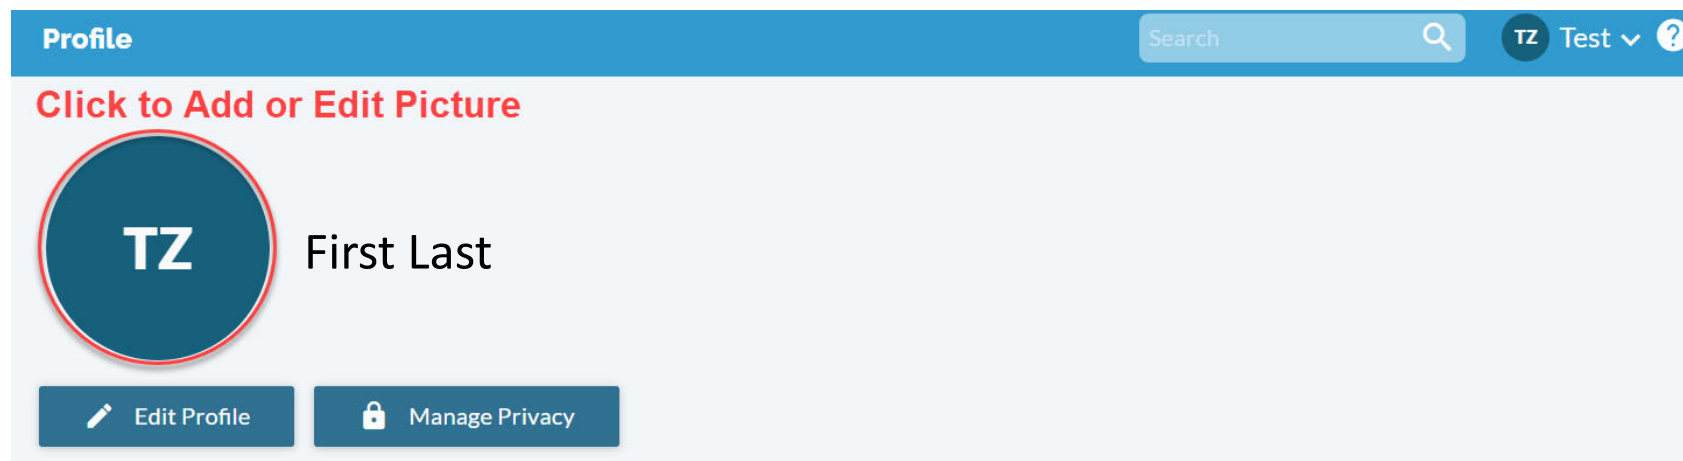 Profile
Search
TZ Test
?
Click to Add or Edit Picture
TZ
First Last
Edit Profile
Manage Privacy